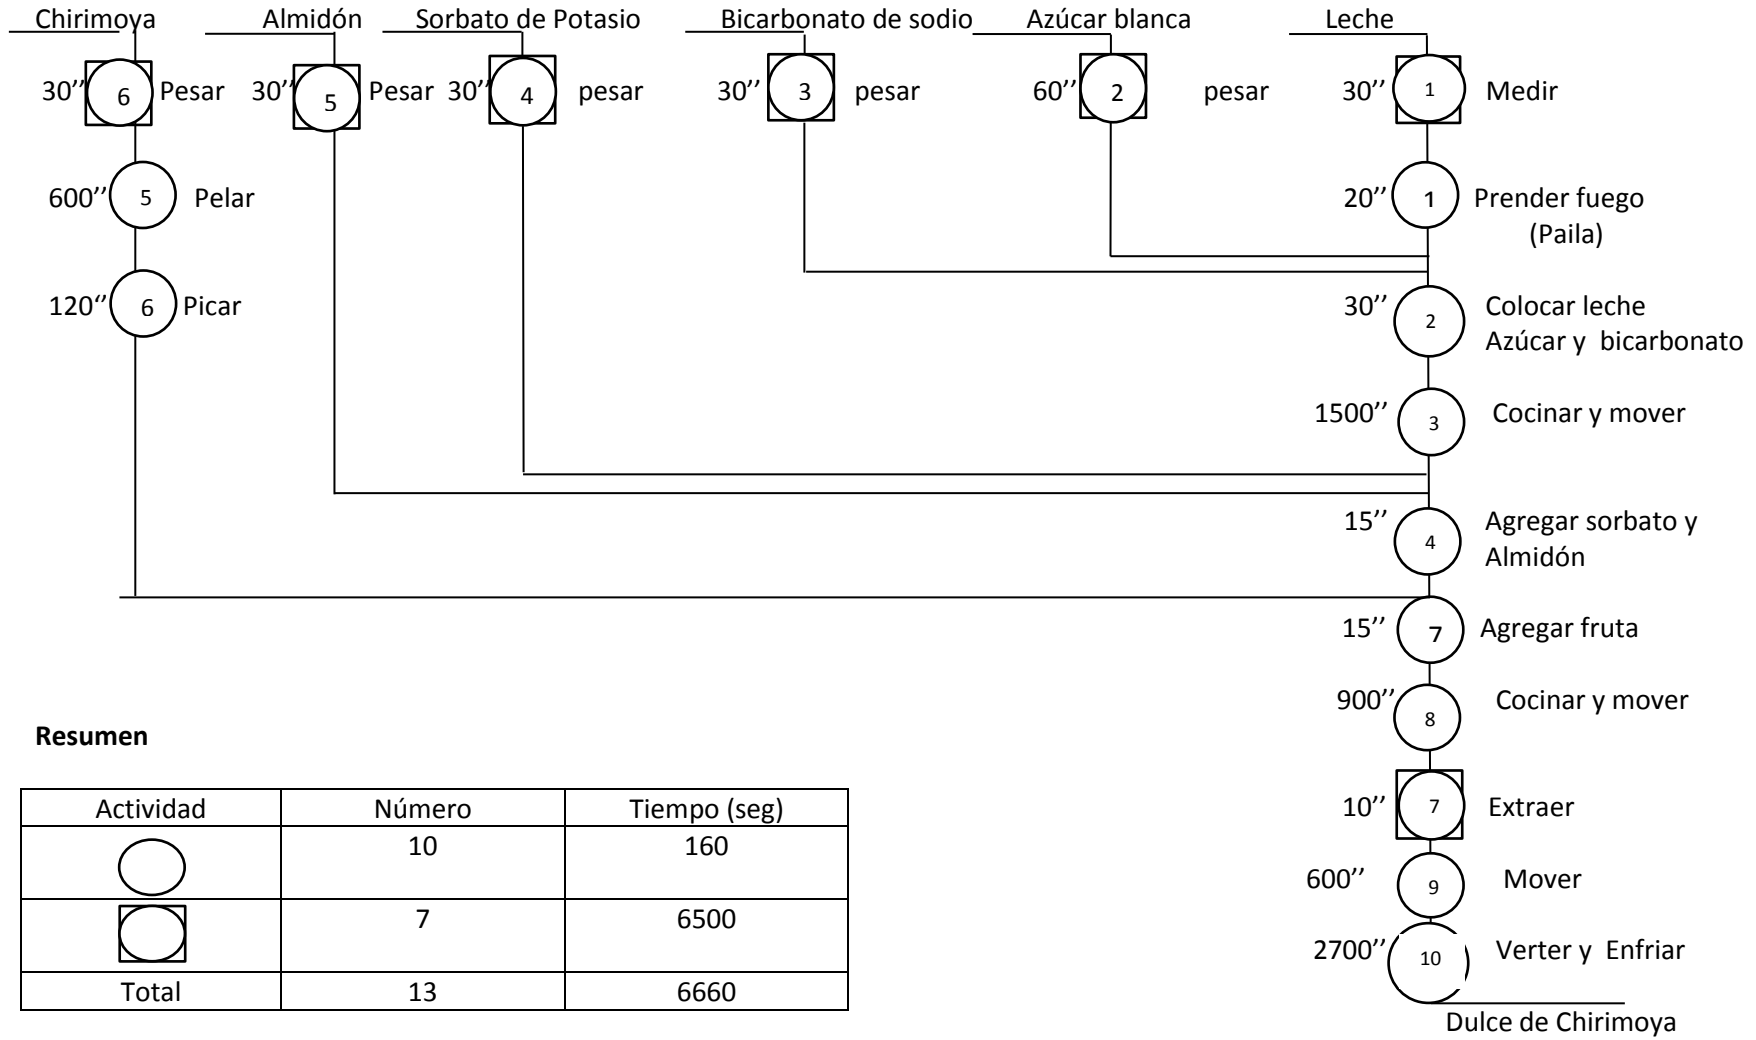 Chirimoya Almidón Sorbato de Potasio Bicarbonato de sodio Azúcar blanca Leche
30’’ 6 Pesar 30’’ 5 Pesar 30’’ 4 pesar 30’’ 3 pesar 60’’ 2 pesar 30’’ 1 Medir
600’’ 5 Pelar 20’’ 1 Prender fuego
(Paila)
120’’ 6 Picar 30’’ 2 Colocar leche
Azúcar y bicarbonato
1500’’ 3 Cocinar y mover
15’’ 4 Agregar sorbato y
Almidón
15’’ 7 Agregar fruta
900’’ 8 Cocinar y mover
10’’ 7 Extraer
600’’ 9 Mover
2700’’ 10 Verter y Enfriar
Dulce de Chirimoya
Resumen
Actividad Número Tiempo (seg)
10 160
7 6500
Total 13 6660